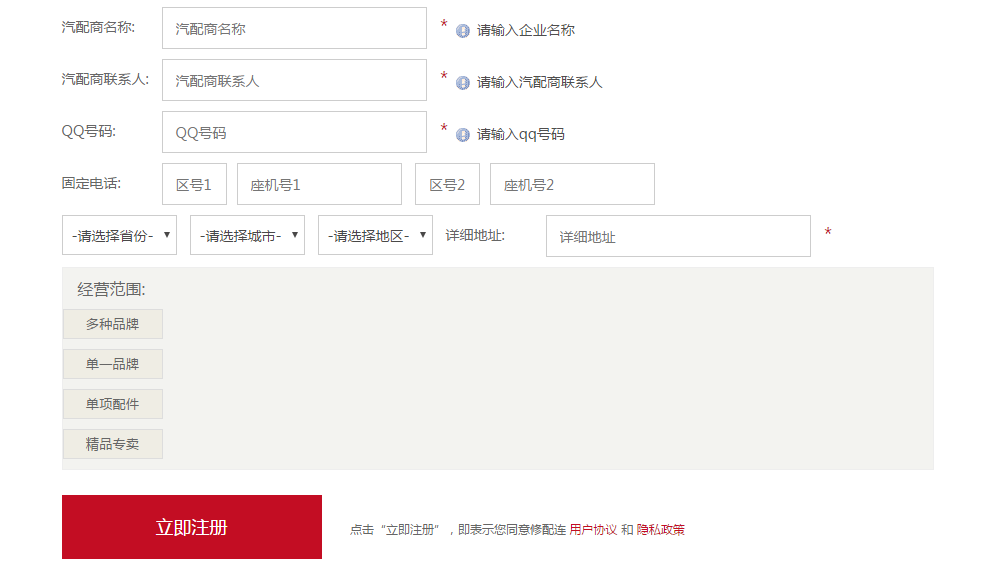 汽配商名称: 汽配商名称 * 请输入企业名称
汽配商联系人: 汽配商联系人 * 请输入汽配商联系人
QQ号码: QQ号码 * 请输入qq号码
固定电话: 区号1 座机号1 区号2 座机号2
-请选择省份- -请选择城市- -请选择地区- 详细地址: 详细地址 *
经营范围:
多种品牌
单一品牌
单项配件
精品专卖
立即注册 点击“立即注册”，即表示您同意修配连 用户协议 和 隐私政策